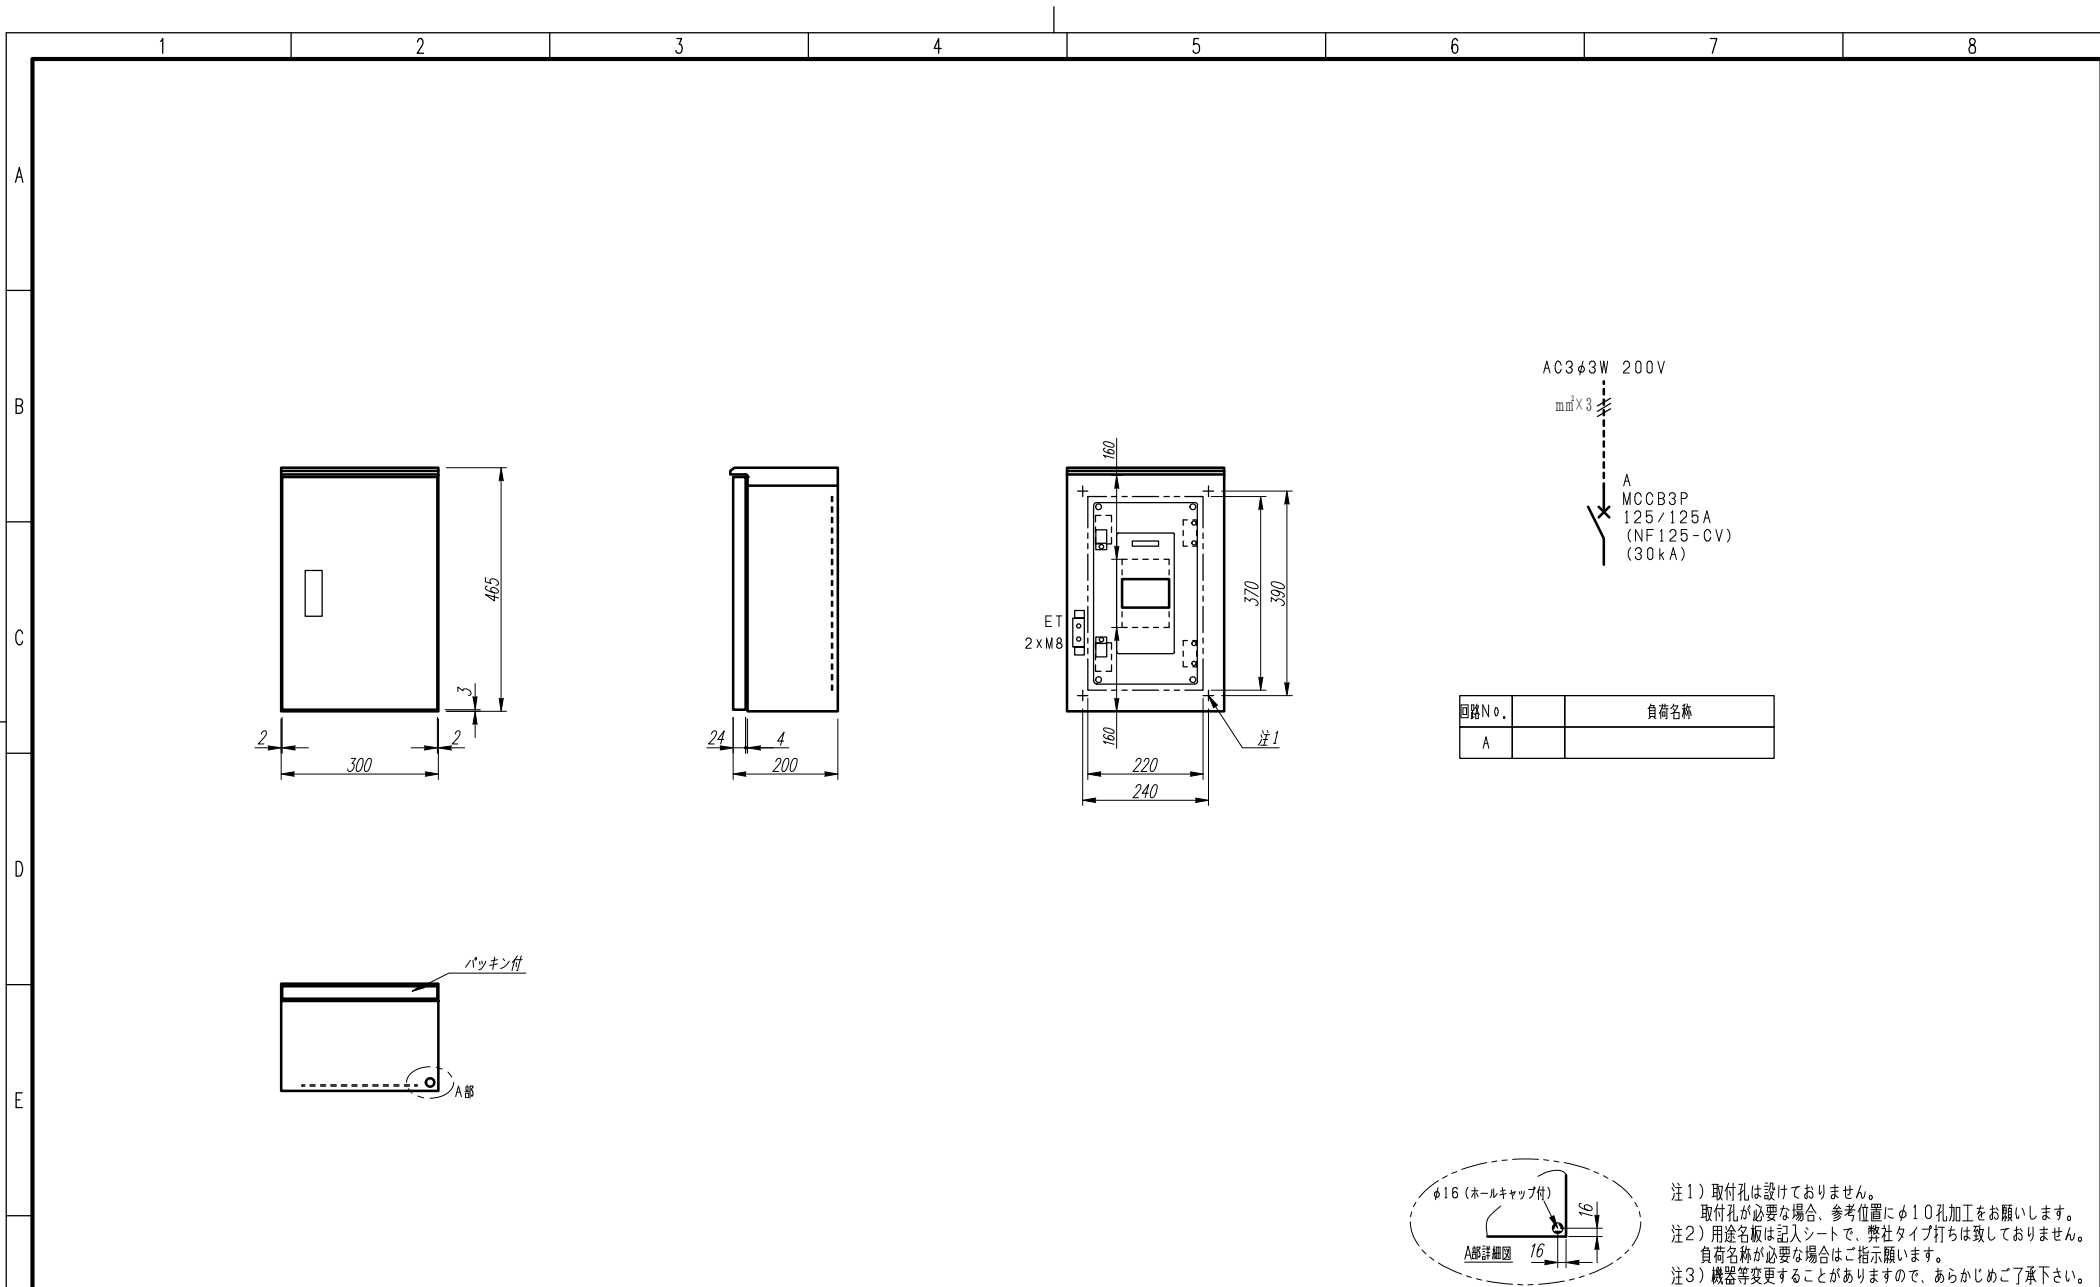 1 2 3 4 5 6 7 8
A
B
C
D
E
465
3
2
2
300
24
4
200
160
370
390
ET
2×M8
160
注1
220
240
AC3φ3W 200V
mm²×3
A
MCCB3P
125/125A
(NF125-CV)
(30kA)
回路No. 負荷名称
A
パッキン付
A部
φ16(ホールキャップ付)
16
A部詳細図
16
注1)取付孔は設けておりません。
取付孔が必要な場合、参考位置にφ10孔加工をお願いします。
注2)用途名板は記入シートで、弊社タイプ打ちは致しておりません。
負荷名称が必要な場合はご指示願います。
注3)機器等変更することがありますので、あらかじめご了承下さい。